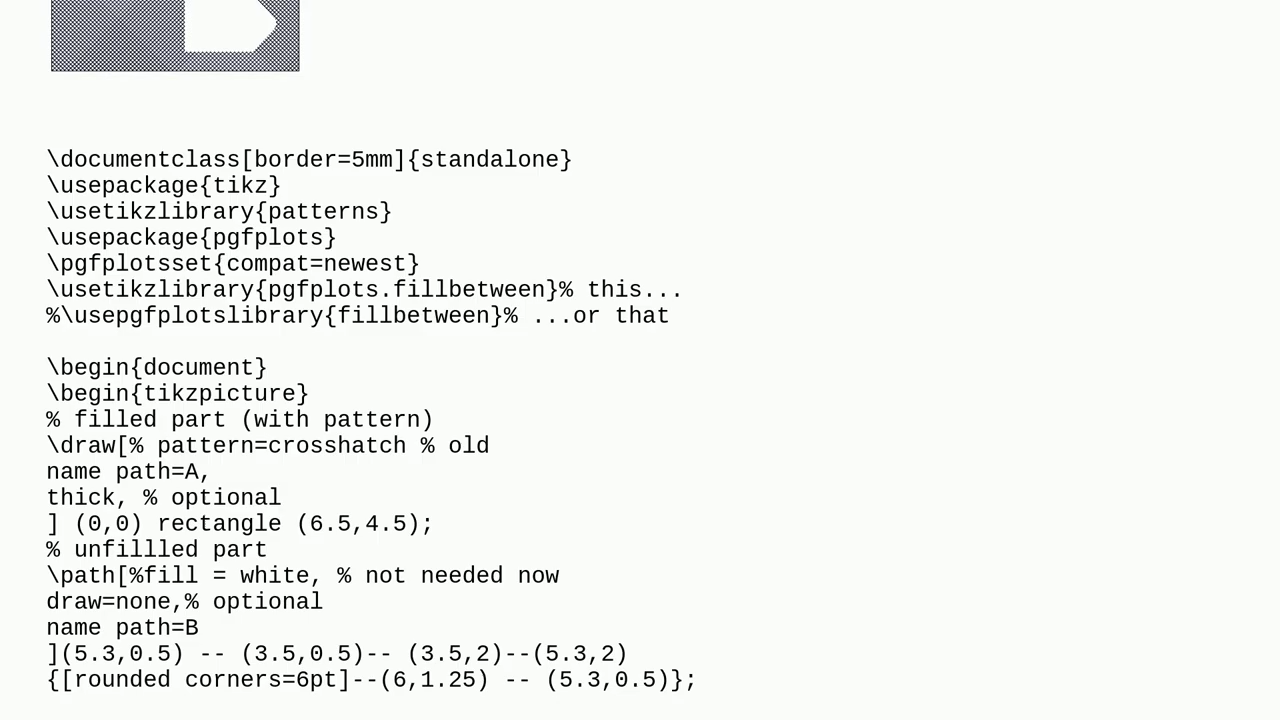 \documentclass[border=5mm]{standalone}
\usepackage{tikz}
\usetikzlibrary{patterns}
\usepackage{pgfplots}
\pgfplotsset{compat=newest}
\usetikzlibrary{pgfplots.fillbetween}% this...
%\usepgfplotslibrary{fillbetween}% ...or that
\begin{document}
\begin{tikzpicture}
% filled part (with pattern)
\draw[% pattern=crosshatch % old
name path=A,
thick, % optional
] (0,0) rectangle (6.5,4.5);
% unfillled part
\path[%fill = white, % not needed now
draw=none,% optional
name path=B
](5.3,0.5) -- (3.5,0.5)-- (3.5,2)--(5.3,2)
{[rounded corners=6pt]--(6,1.25) -- (5.3,0.5)};